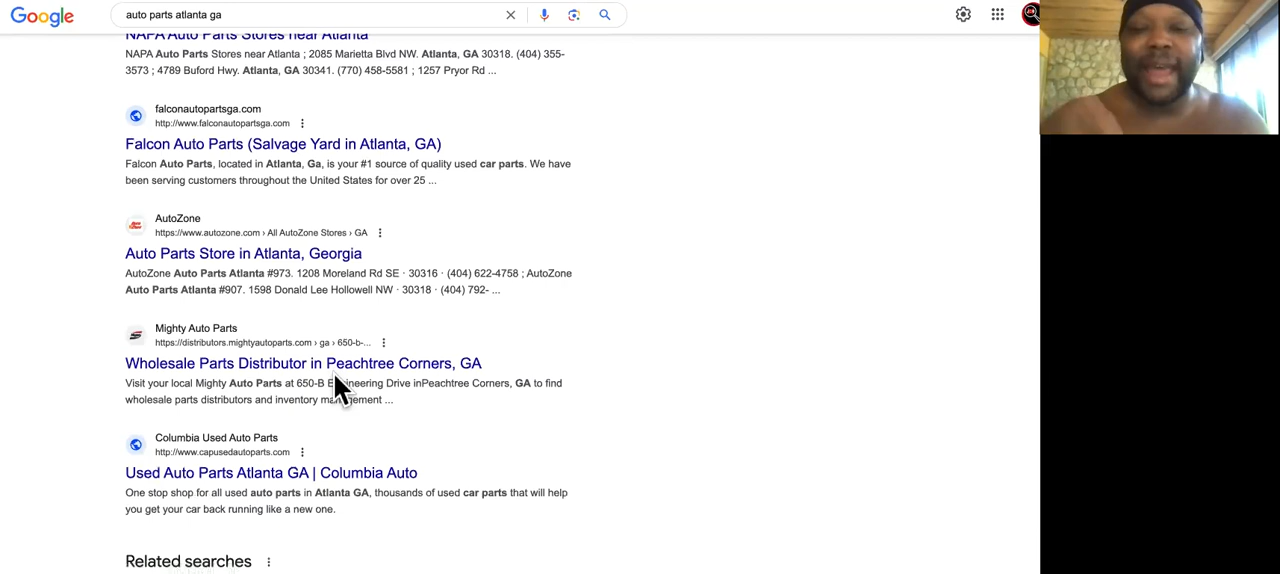 Google
auto parts atlanta ga
NAPA Auto Parts Stores near Atlanta
NAPA Auto Parts Stores near Atlanta ; 2085 Marietta Blvd NW. Atlanta, GA 30318. (404) 355-
3573 ; 4789 Buford Hwy. Atlanta, GA 30341. (770) 458-5581 ; 1257 Pryor Rd ...
falconautopartsga.com
http://www.falconautopartsga.com
Falcon Auto Parts (Salvage Yard in Atlanta, GA)
Falcon Auto Parts, located in Atlanta, Ga, is your #1 source of quality used car parts. We have
been serving customers throughout the United States for over 25 ...
AutoZone
https://www.autozone.com › All AutoZone Stores › GA
Auto Parts Store in Atlanta, Georgia
AutoZone Auto Parts Atlanta #973. 1208 Moreland Rd SE · 30316 · (404) 622-4758 ; AutoZone
Auto Parts Atlanta #907. 1598 Donald Lee Hollowell NW · 30318 · (404) 792- ...
Mighty Auto Parts
https://distributors.mightyautoparts.com › ga › 650-b-...
Wholesale Parts Distributor in Peachtree Corners, GA
Visit your local Mighty Auto Parts at 650-B Engineering Drive inPeachtree Corners, GA to find
wholesale parts distributors and inventory management ...
Columbia Used Auto Parts
http://www.capusedautoparts.com
Used Auto Parts Atlanta GA | Columbia Auto
One stop shop for all used auto parts in Atlanta GA, thousands of used car parts that will help
you get your car back running like a new one.
Related searches